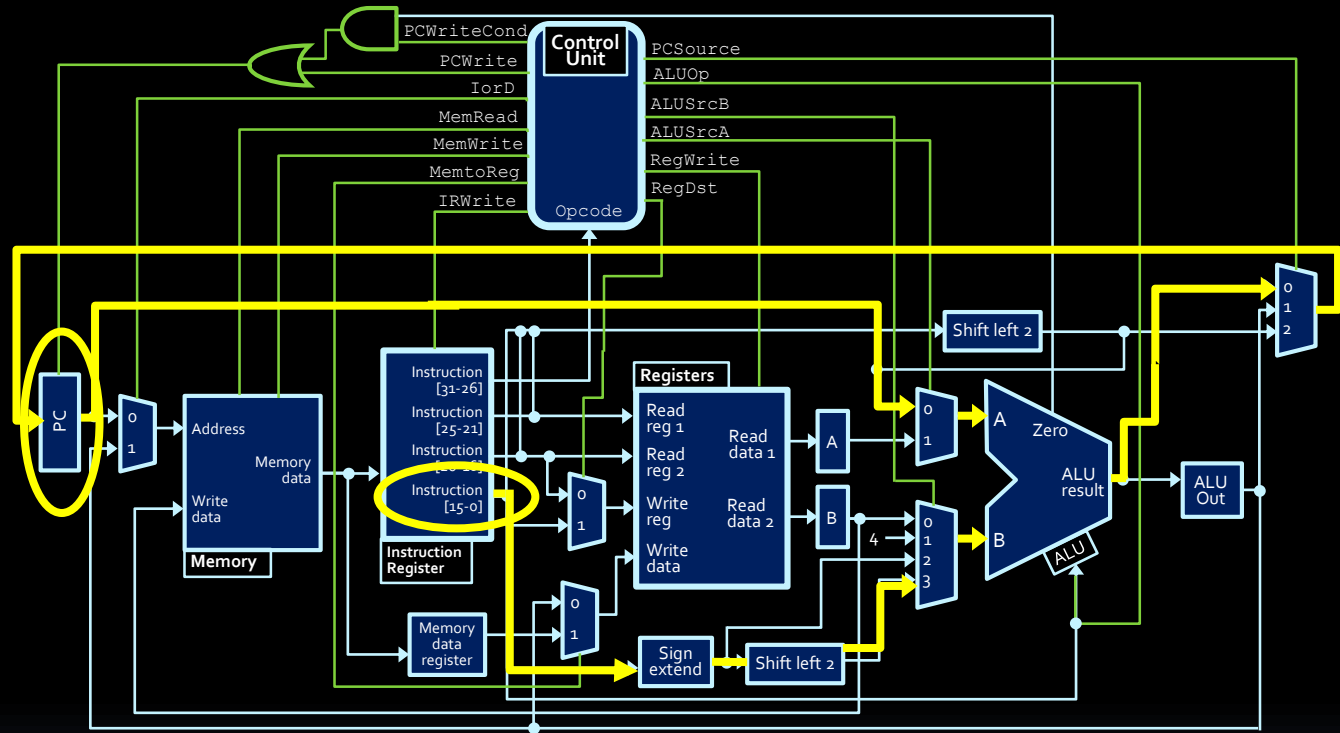 PCWriteCond
PCWrite
IorD
MemRead
MemWrite
MemtoReg
IRWrite
Control
Unit
Opcode
PCSource
ALUOp
ALUSrcB
ALUSrcA
RegWrite
RegDst
PC
0
1
Address
Memory
data
Write
data
Memory
Instruction
[31-26]
Instruction
[25-21]
Instruction
Instruction
[15-0]
Instruction
Register
Memory
data
register
0
1
0
1
Registers
Read
reg 1
Read
reg 2
Write
reg
Write
data
Read
data 1
Read
data 2
Sign
extend
Shift left 2
A
B
4
0
1
0
1
2
3
Shift left 2
A
B
Zero
ALU
result
ALU
ALU
Out
0
1
2